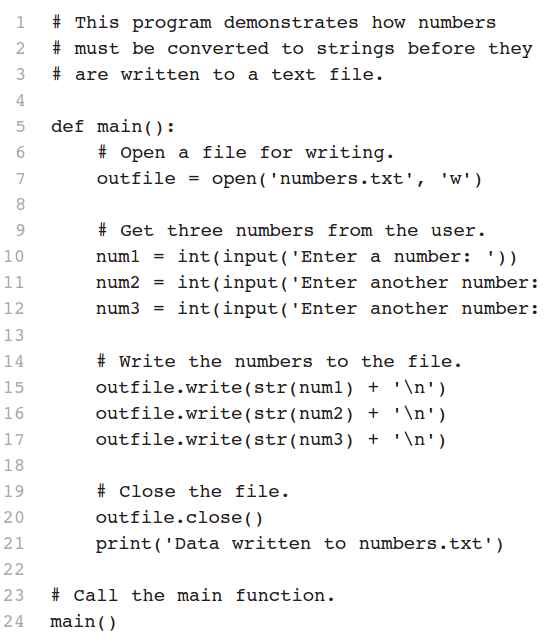 1 # This program demonstrates how numbers
2 # must be converted to strings before they
3 # are written to a text file.
4
5 def main():
6     # Open a file for writing.
7     outfile = open('numbers.txt', 'w')
8
9     # Get three numbers from the user.
10     num1 = int(input('Enter a number: '))
11     num2 = int(input('Enter another number:
12     num3 = int(input('Enter another number:
13
14     # Write the numbers to the file.
15     outfile.write(str(num1) + '\n')
16     outfile.write(str(num2) + '\n')
17     outfile.write(str(num3) + '\n')
18
19     # Close the file.
20     outfile.close()
21     print('Data written to numbers.txt')
22
23 # Call the main function.
24 main()